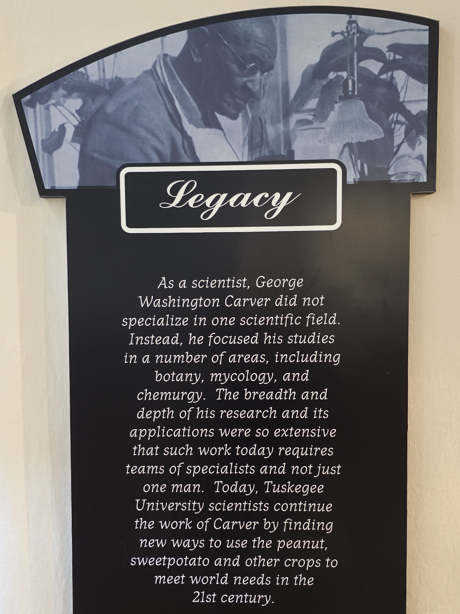 Legacy
As a scientist, George
Washington Carver did not
specialize in one scientific field.
Instead, he focused his studies
in a number of areas, including
botany, mycology, and
chemurgy. The breadth and
depth of his research and its
applications were so extensive
that such work today requires
teams of specialists and not just
one man. Today, Tuskegee
University scientists continue
the work of Carver by finding
new ways to use the peanut,
sweetpotato and other crops to
meet world needs in the
21st century.